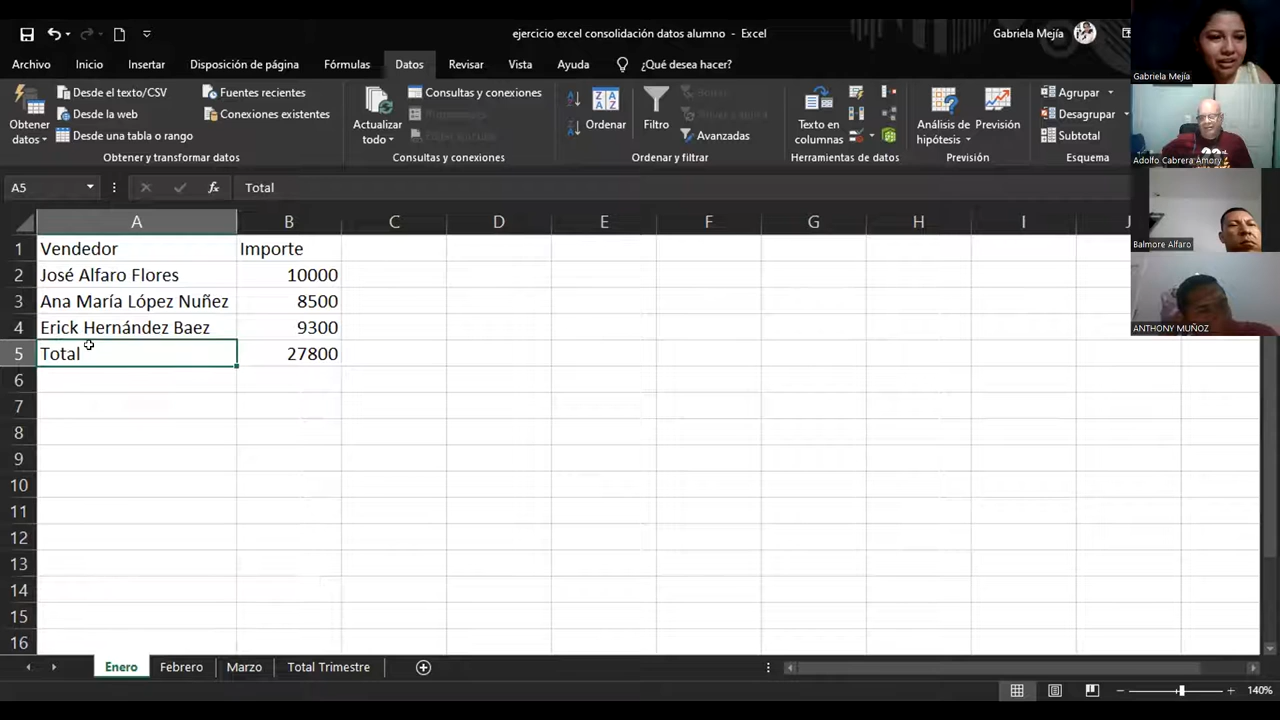 ejercicio excel consolidación datos alumno - Excel
Gabriela Mejía
Archivo Inicio Insertar Disposición de página Fórmulas Datos Revisar Vista Ayuda ¿Qué desea hacer?
Obtener datos
Desde el texto/CSV
Desde la web
Desde una tabla o rango
Fuentes recientes
Conexiones existentes
Obtener y transformar datos
Actualizar todo
Consultas y conexiones
Consultas y conexiones
Ordenar
Filtro
Avanzadas
Ordenar y filtrar
Texto en columnas
Herramientas de datos
Análisis de hipótesis
Previsión
Previsión
Agrupar
Desagrupar
Subtotal
Esquema
Gabriela Mejía
Adolfo Cabrera Amory
Balmore Alfaro
ANTHONY MUÑOZ
A5 fx Total
A B C D E F G H I J
1 Vendedor Importe
2 José Alfaro Flores 10000
3 Ana María López Nuñez 8500
4 Erick Hernández Baez 9300
5 Total 27800
6
7
8
9
10
11
12
13
14
15
16
Enero Febrero Marzo Total Trimestre
140%